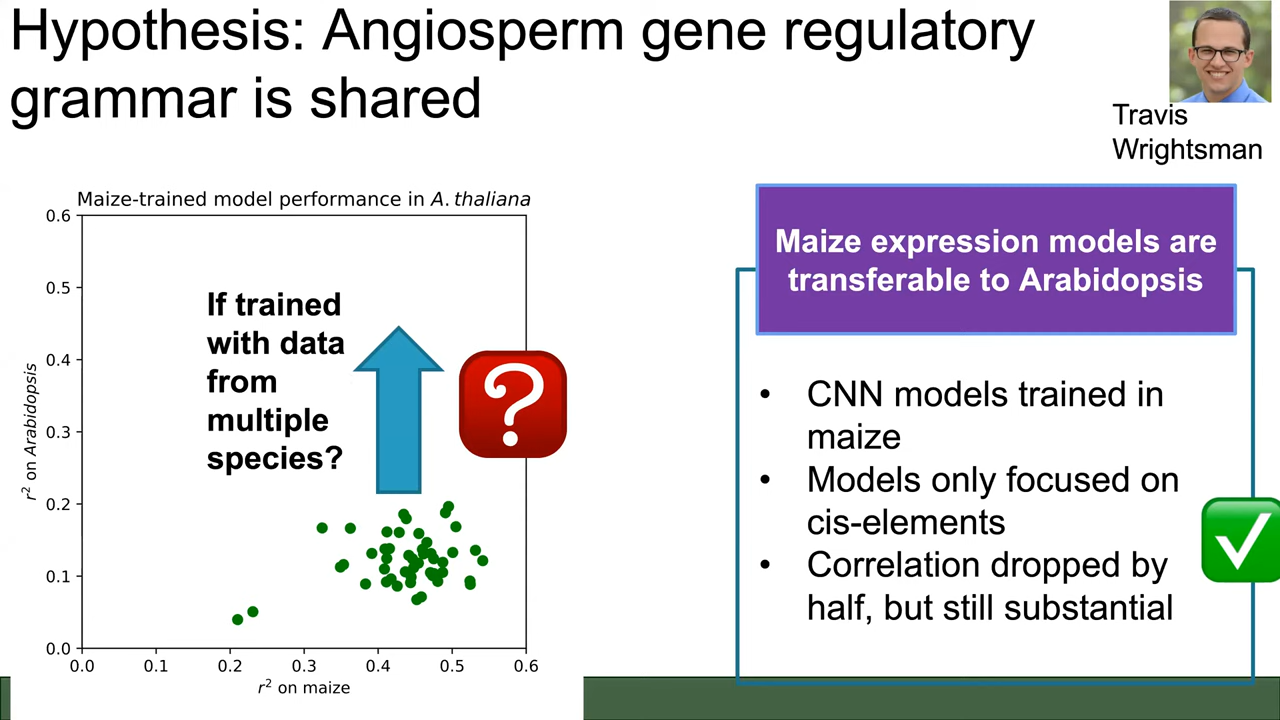 Hypothesis: Angiosperm gene regulatory
grammar is shared
Travis
Wrightsman
Maize-trained model performance in A. thaliana
0.6
0.5
0.4
0.3
0.2
0.1
0.0
r² on Arabidopsis
If trained
with data
from
multiple
species?
?
0.0 0.1 0.2 0.3 0.4 0.5 0.6
r² on maize
Maize expression models are
transferable to Arabidopsis
• CNN models trained in
maize
• Models only focused on
cis-elements
• Correlation dropped by
half, but still substantial